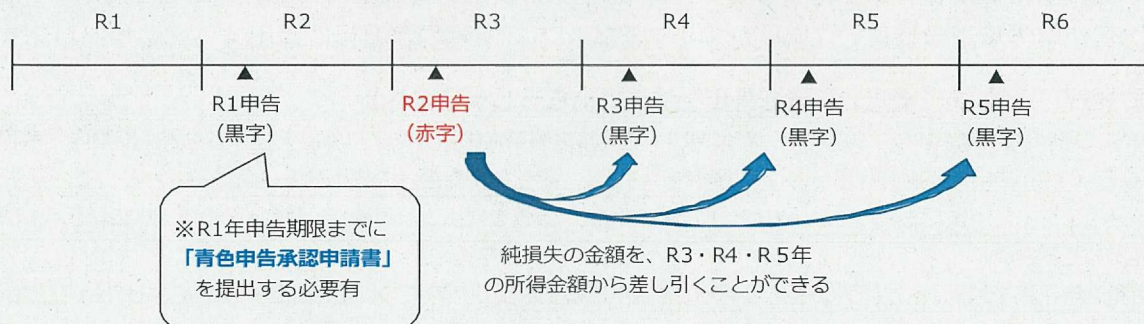 R1 R2 R3 R4 R5 R6
R1申告 R2申告 R3申告 R4申告 R5申告
(黒字) (赤字) (黒字) (黒字) (黒字)
※R1年申告期限までに
「青色申告承認申請書」
を提出する必要有
純損失の金額を、R3・R4・R5年
の所得金額から差し引くことができる